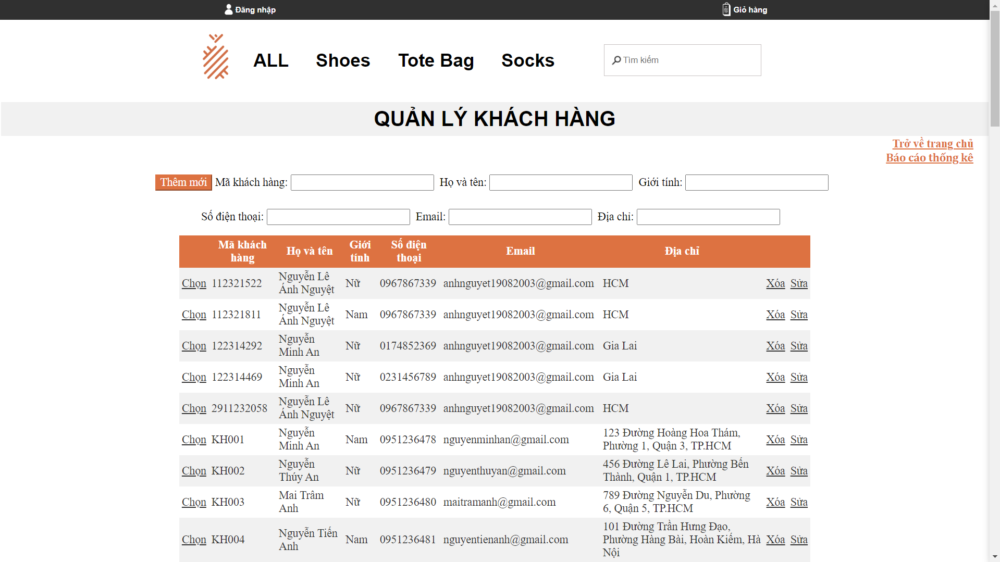 Đăng nhập
Giỏ hàng
ALL Shoes Tote Bag Socks
Tìm kiếm
QUẢN LÝ KHÁCH HÀNG
Trở về trang chủ
Báo cáo thống kê
Thêm mới Mã khách hàng: Họ và tên: Giới tính:
Số điện thoại: Email: Địa chỉ:
Mã khách hàng Họ và tên Giới tính Số điện thoại Email Địa chỉ
Chọn 112321522 Nguyễn Lê Ánh Nguyệt Nữ 0967867339 anhnguyet19082003@gmail.com HCM Xóa Sửa
Chọn 112321811 Nguyễn Lê Ánh Nguyệt Nam 0967867339 anhnguyet19082003@gmail.com HCM Xóa Sửa
Chọn 122314292 Nguyễn Minh An Nữ 0174852369 anhnguyet19082003@gmail.com Gia Lai Xóa Sửa
Chọn 122314469 Nguyễn Minh An Nữ 0231456789 anhnguyet19082003@gmail.com Gia Lai Xóa Sửa
Chọn 2911232058 Nguyễn Lê Ánh Nguyệt Nữ 0967867339 anhnguyet19082003@gmail.com HCM Xóa Sửa
Chọn KH001 Nguyễn Minh An Nam 0951236478 nguyenminhan@gmail.com 123 Đường Hoàng Hoa Thám, Phường 1, Quận 3, TP.HCM Xóa Sửa
Chọn KH002 Nguyễn Thúy An Nữ 0951236479 nguyenthuyan@gmail.com 456 Đường Lê Lai, Phường Bến Thành, Quận 1, TP.HCM Xóa Sửa
Chọn KH003 Mai Trâm Anh Nữ 0951236480 maitramanh@gmail.com 789 Đường Nguyễn Du, Phường 6, Quận 5, TP.HCM Xóa Sửa
Chọn KH004 Nguyễn Tiến Anh Nam 0951236481 nguyentienanh@gmail.com 101 Đường Trần Hưng Đạo, Phường Hàng Bài, Hoàn Kiếm, Hà Nội Xóa Sửa